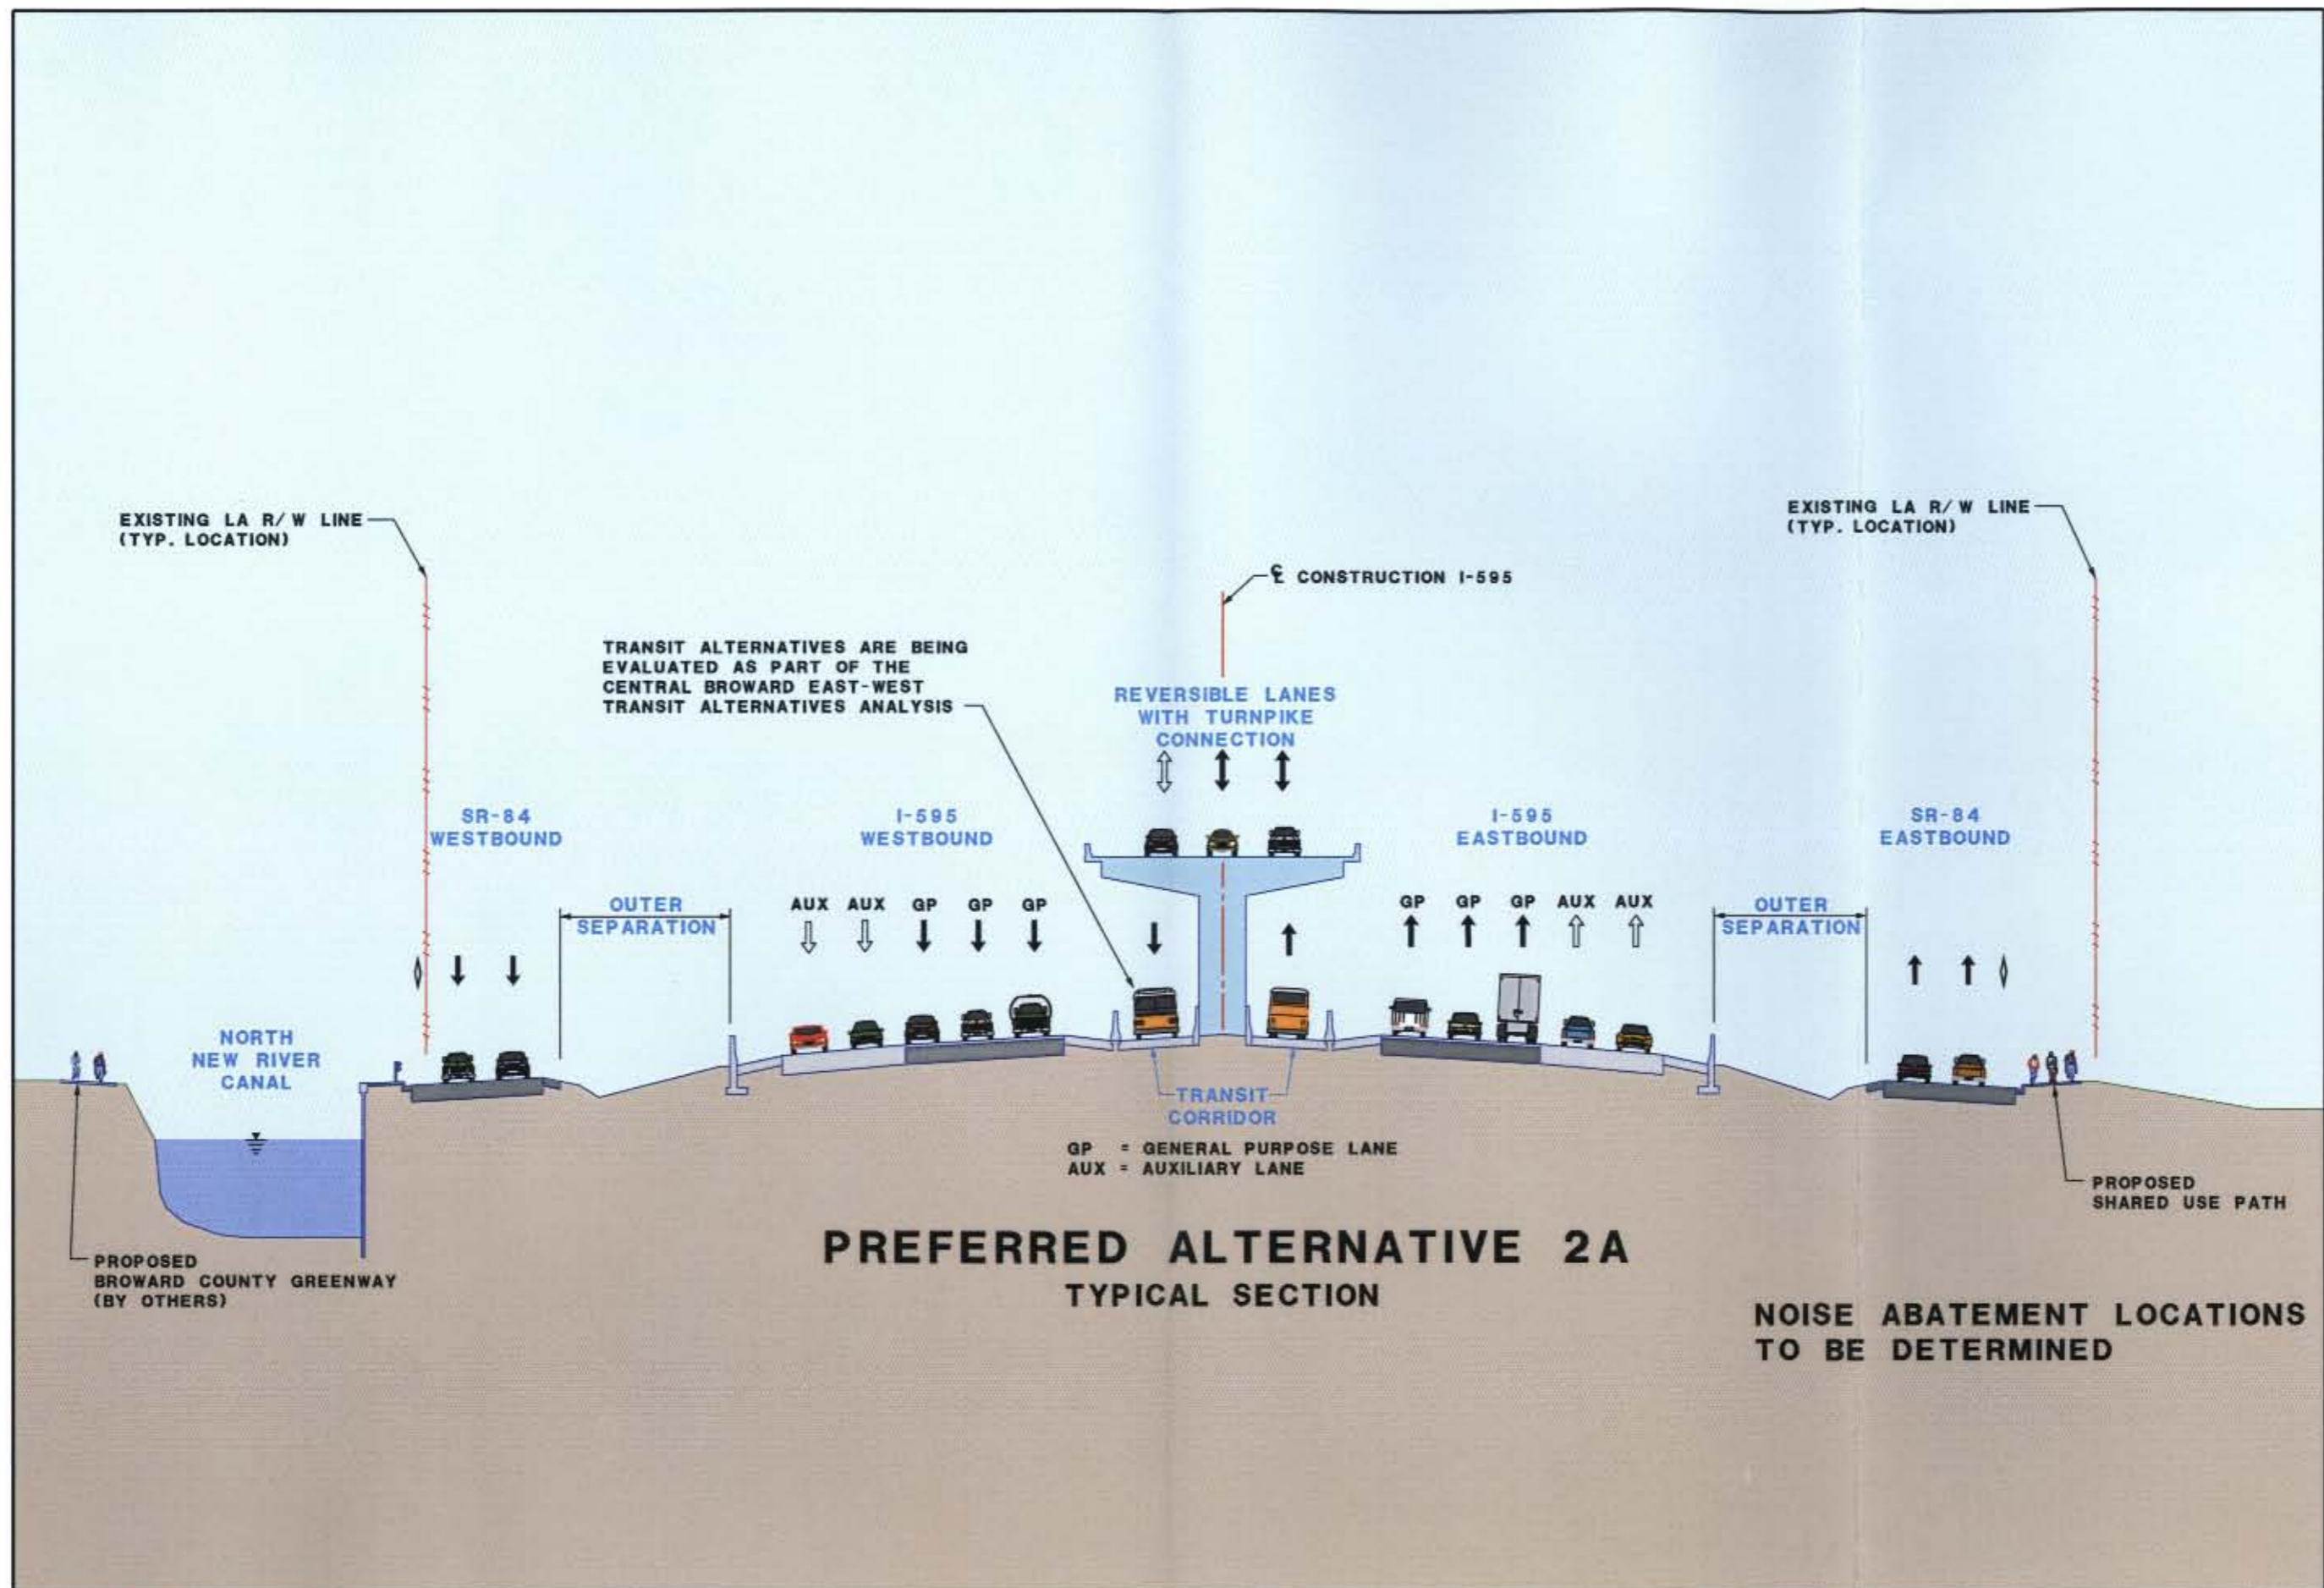 EXISTING LA R/W LINE
(TYP. LOCATION)
EXISTING LA R/W LINE
(TYP. LOCATION)
℄ CONSTRUCTION I-595
TRANSIT ALTERNATIVES ARE BEING
EVALUATED AS PART OF THE
CENTRAL BROWARD EAST-WEST
TRANSIT ALTERNATIVES ANALYSIS
REVERSIBLE LANES
WITH TURNPIKE
CONNECTION
SR-84
WESTBOUND
I-595
WESTBOUND
I-595
EASTBOUND
SR-84
EASTBOUND
OUTER
SEPARATION
AUX AUX GP GP GP
GP GP GP AUX AUX
OUTER
SEPARATION
NORTH
NEW RIVER
CANAL
TRANSIT
CORRIDOR
GP = GENERAL PURPOSE LANE
AUX = AUXILIARY LANE
PROPOSED
SHARED USE PATH
PROPOSED
BROWARD COUNTY GREENWAY
(BY OTHERS)
PREFERRED ALTERNATIVE 2A
TYPICAL SECTION
NOISE ABATEMENT LOCATIONS
TO BE DETERMINED